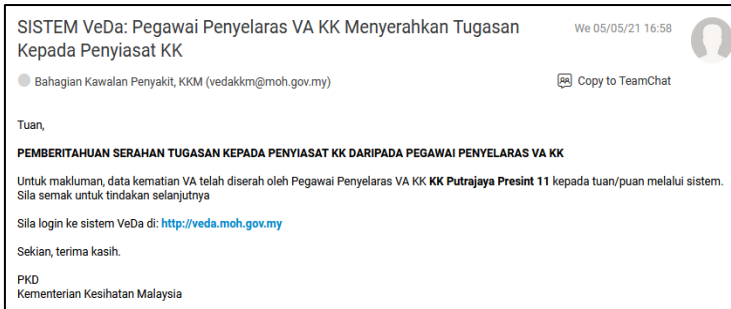 SISTEM VeDa: Pegawai Penyelaras VA KK Menyerahkan Tugasan
Kepada Penyiasat KK
We 05/05/21 16:58
Bahagian Kawalan Penyakit, KKM (vedakkm@moh.gov.my)
Copy to TeamChat
Tuan,
PEMBERITAHUAN SERAHAN TUGASAN KEPADA PENYIASAT KK DARIPADA PEGAWAI PENYELARAS VA KK
Untuk makluman, data kematian VA telah diserah oleh Pegawai Penyelaras VA KK KK Putrajaya Presint 11 kepada tuan/puan melalui sistem.
Sila semak untuk tindakan selanjutnya
Sila login ke sistem VeDa di: http://veda.moh.gov.my
Sekian, terima kasih.
PKD
Kementerian Kesihatan Malaysia